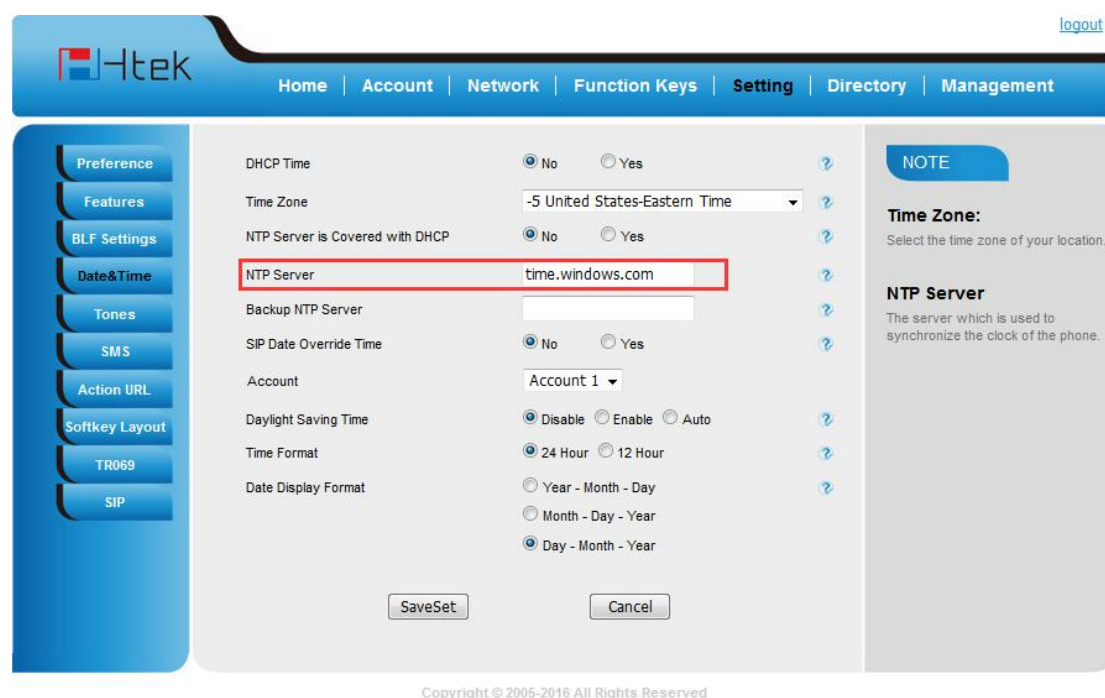 logout
Htek
Home | Account | Network | Function Keys | Setting | Directory | Management
Preference
Features
BLF Settings
Date&Time
Tones
SMS
Action URL
Softkey Layout
TR069
SIP
DHCP Time No Yes ?
Time Zone -5 United States-Eastern Time ?
NTP Server is Covered with DHCP No Yes ?
NTP Server time.windows.com ?
Backup NTP Server ?
SIP Date Override Time No Yes ?
Account Account 1
Daylight Saving Time Disable Enable Auto ?
Time Format 24 Hour 12 Hour ?
Date Display Format Year - Month - Day ?
Month - Day - Year
Day - Month - Year
SaveSet Cancel
NOTE
Time Zone:
Select the time zone of your location.
NTP Server
The server which is used to
synchronize the clock of the phone.
Copyright © 2005-2016 All Rights Reserved